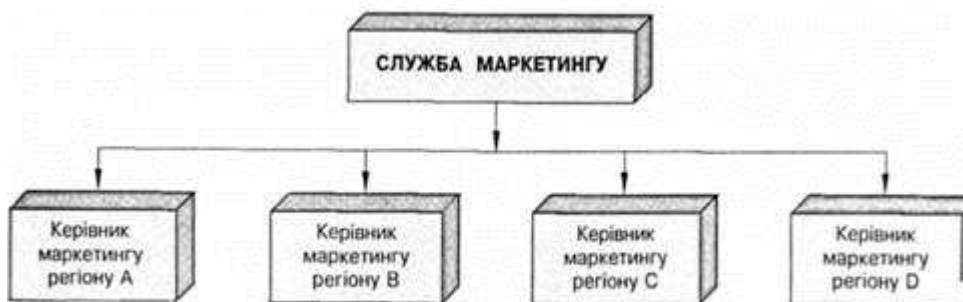 СЛУЖБА МАРКЕТИНГУ
Керівник
маркетингу
регіону A
Керівник
маркетингу
регіону B
Керівник
маркетингу
регіону C
Керівник
маркетингу
регіону D